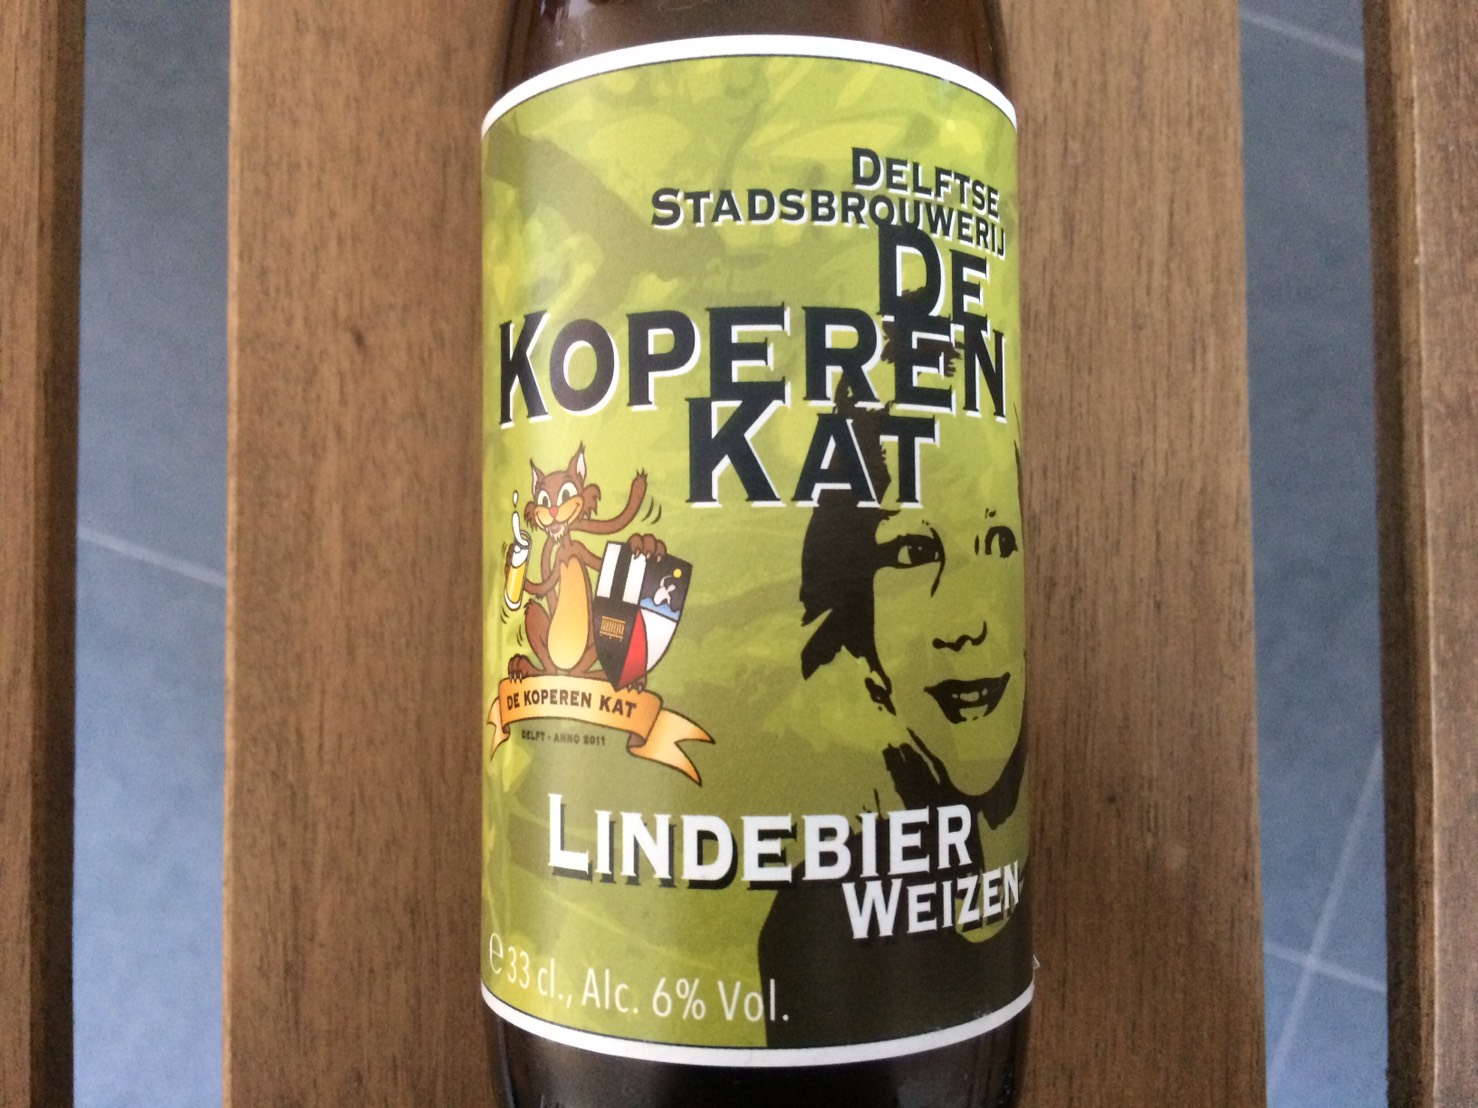 DELFTSE
STADSBROUWERIJ
DE
KOPEREN
KAT
DE KOPEREN KAT
DELFT - ANNO 2011
LINDEBIER
WEIZEN
e 33 cl., Alc. 6% Vol.